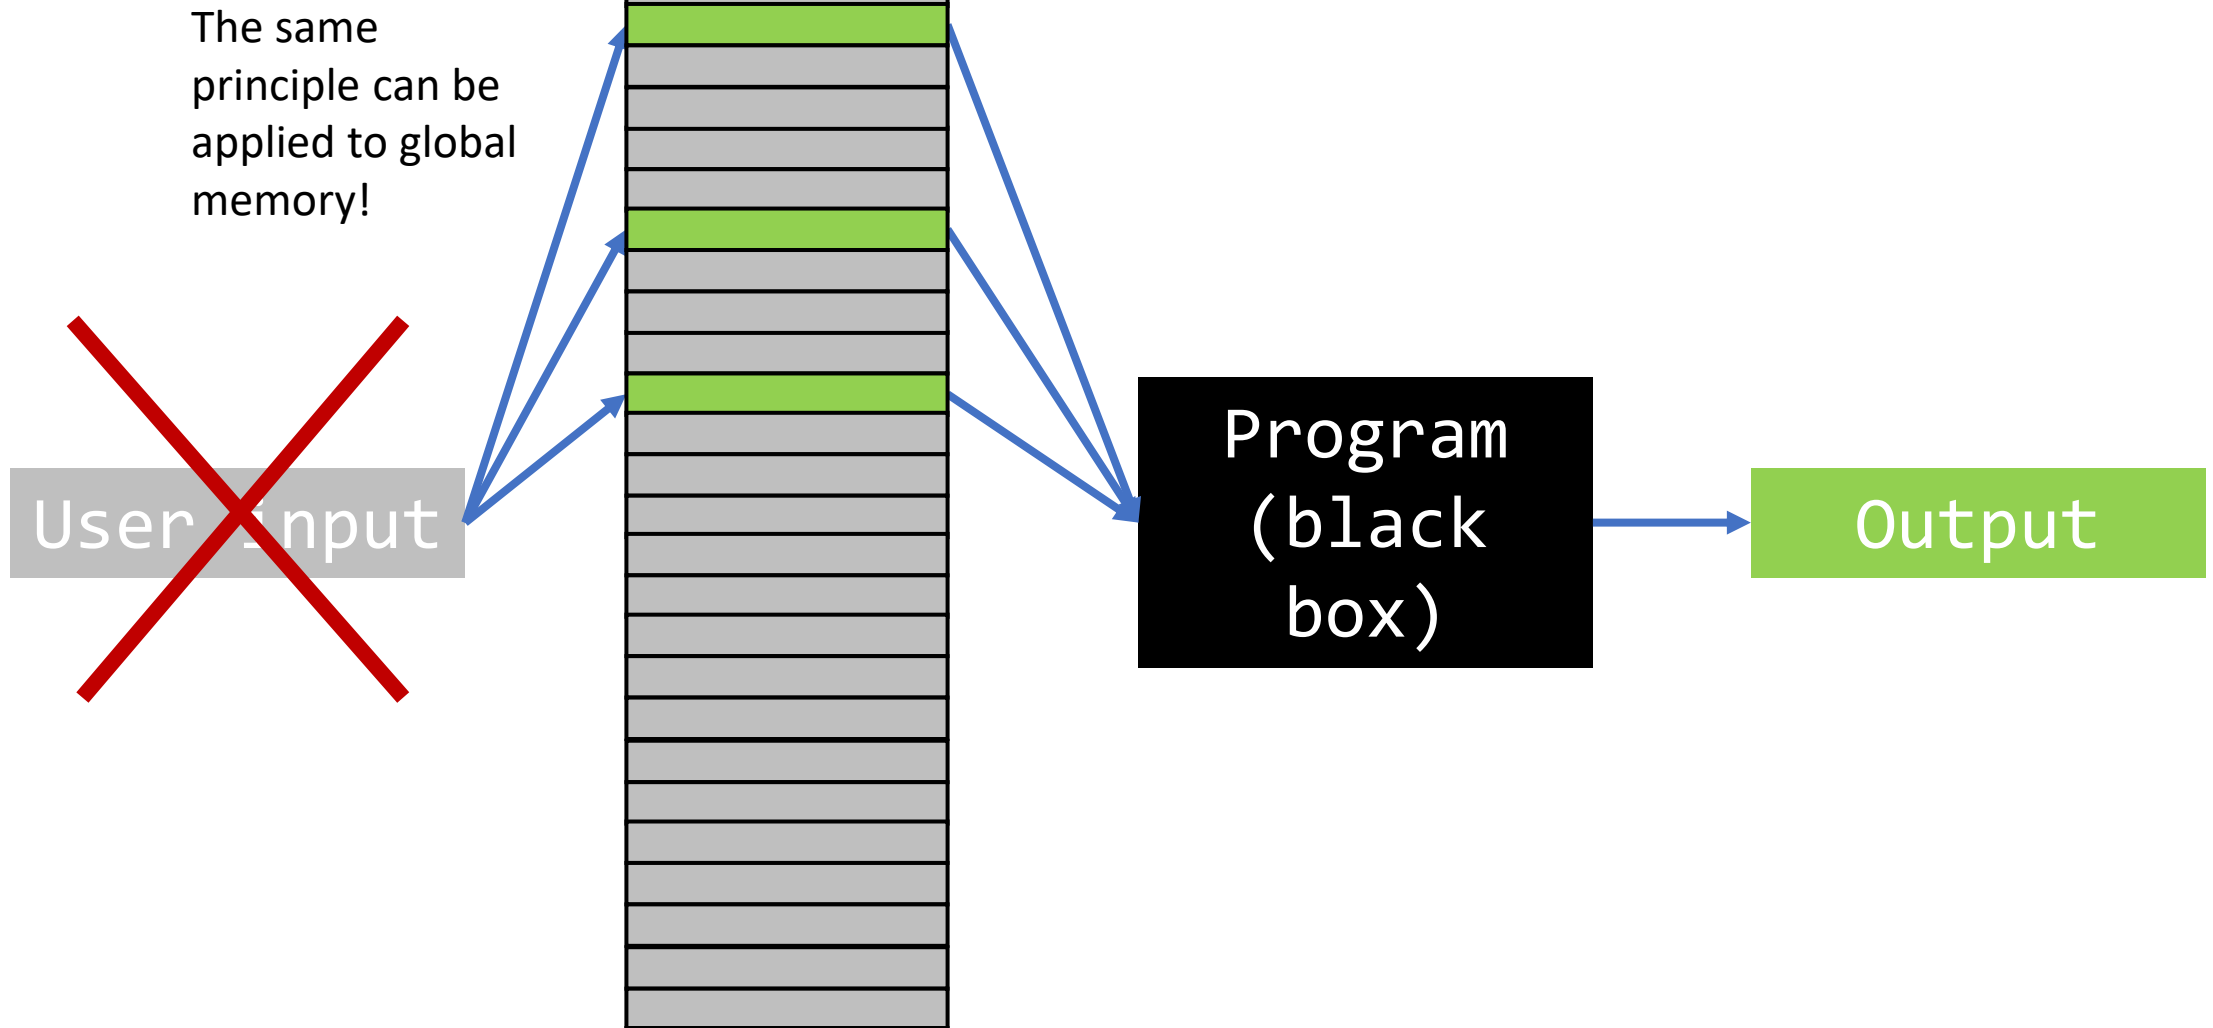 The same
principle can be
applied to global
memory!
User input
Program
(black
box)
Output